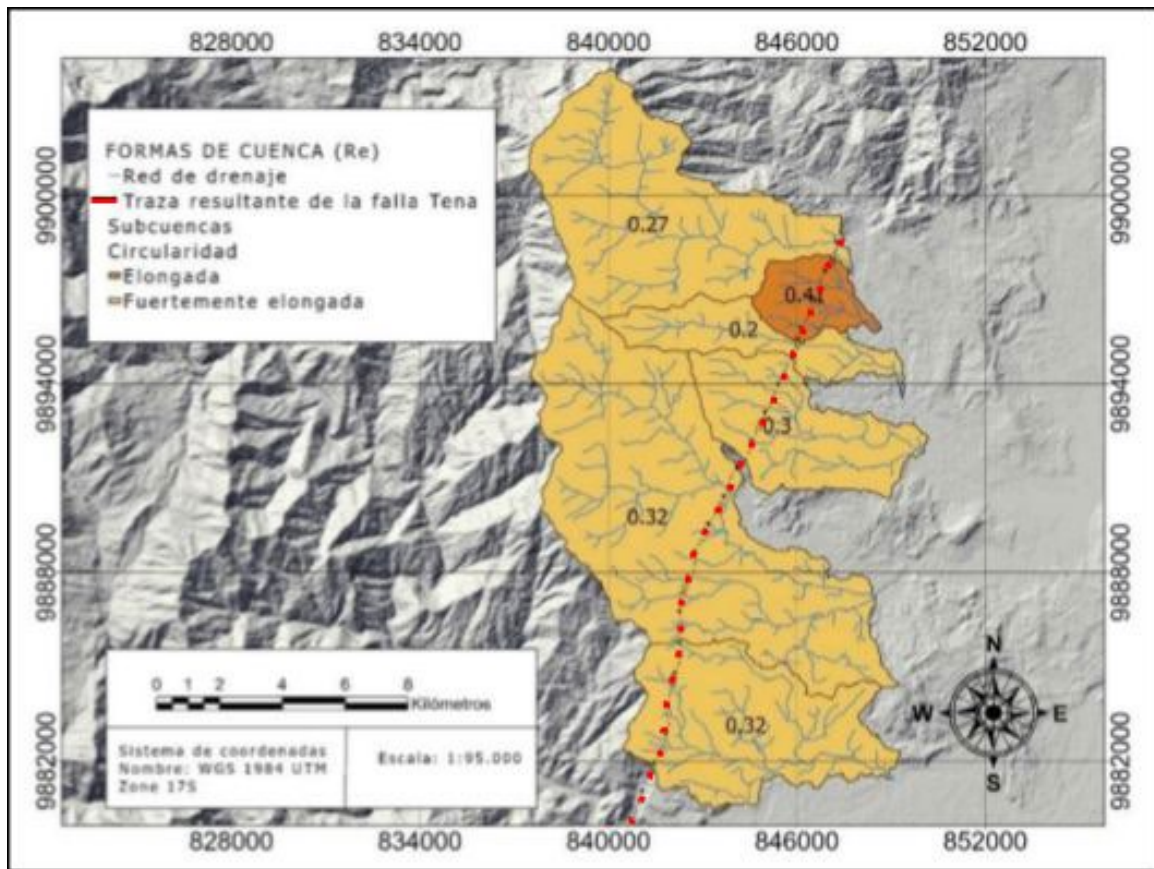 828000 834000 840000 846000 852000
FORMAS DE CUENCA (Re)
Red de drenaje
Traza resultante de la falla Tena
Subcuencas
Circularidad
Elongada
Fuertemente elongada
9900000
9894000
9888000
9882000
0.27
0.41
0.2
0.3
0.32
0.32
9900000
9894000
9888000
9882000
0 1 2 4 6 8
Kilómetros
Sistema de coordenadas
Nombre: WGS 1984 UTM
Zone 17S
Escala: 1:95.000
N
W E
S
828000 834000 840000 846000 852000